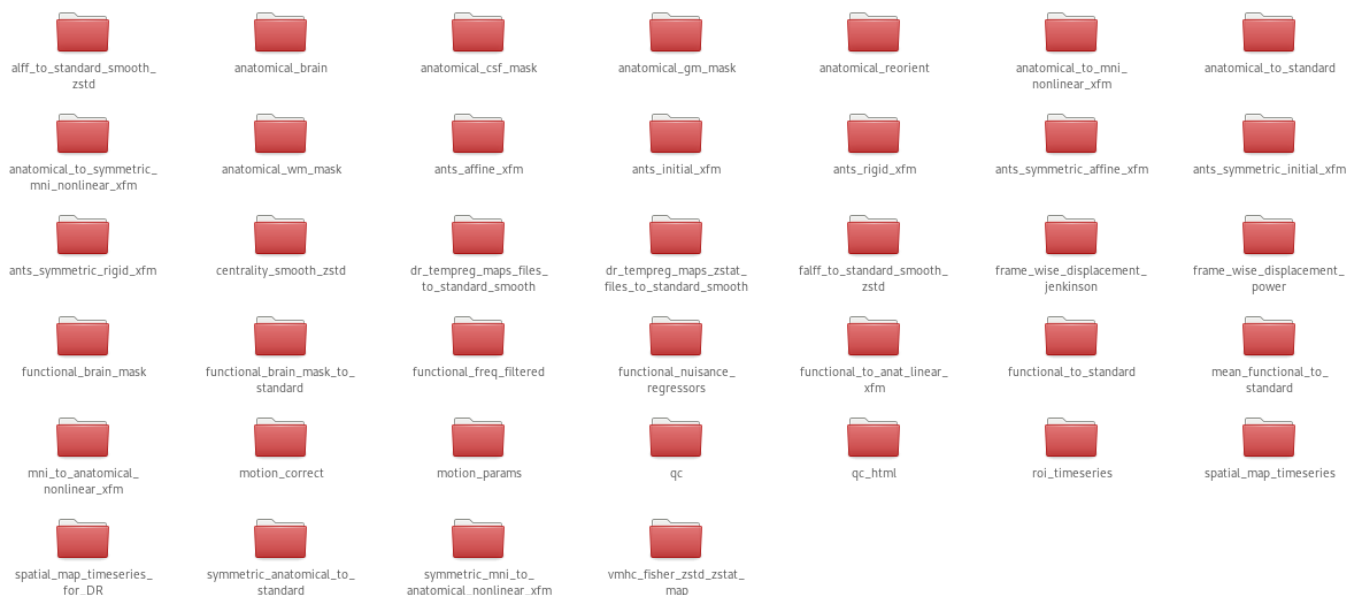 alff_to_standard_smooth_
zstd
anatomical_brain
anatomical_csf_mask
anatomical_gm_mask
anatomical_reorient
anatomical_to_mni_
nonlinear_xfm
anatomical_to_standard
anatomical_to_symmetric_
mni_nonlinear_xfm
anatomical_wm_mask
ants_affine_xfm
ants_initial_xfm
ants_rigid_xfm
ants_symmetric_affine_xfm
ants_symmetric_initial_xfm
ants_symmetric_rigid_xfm
centrality_smooth_zstd
dr_tempreg_maps_files_
to_standard_smooth
dr_tempreg_maps_zstat_
files_to_standard_smooth
falff_to_standard_smooth_
zstd
frame_wise_displacement_
jenkinson
frame_wise_displacement_
power
functional_brain_mask
functional_brain_mask_to_
standard
functional_freq_filtered
functional_nuisance_
regressors
functional_to_anat_linear_
xfm
functional_to_standard
mean_functional_to_
standard
mni_to_anatomical_
nonlinear_xfm
motion_correct
motion_params
qc
qc_html
roi_timeseries
spatial_map_timeseries
spatial_map_timeseries_
for_DR
symmetric_anatomical_to_
standard
symmetric_mni_to_
anatomical_nonlinear_xfm
vmhc_fisher_zstd_zstat_
map